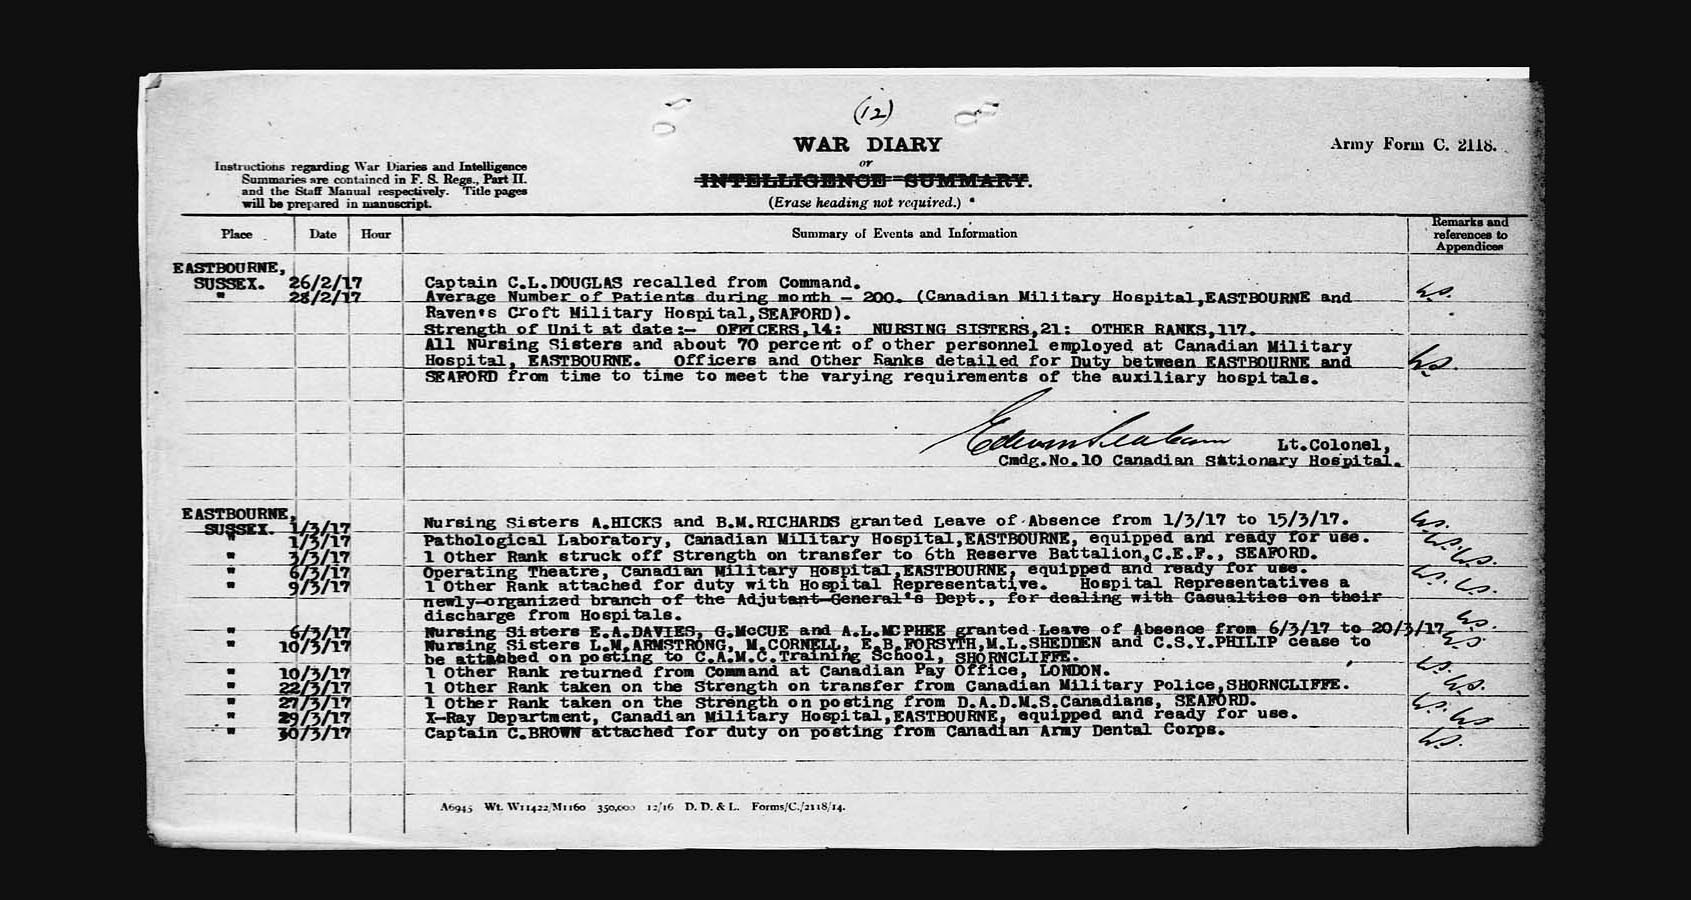 (12)
WAR DIARY
or
INTELLIGENCE SUMMARY.
(Erase heading not required.)
Army Form C. 2118.
Instructions regarding War Diaries and Intelligence
Summaries are contained in F. S. Regs., Part II.
and the Staff Manual respectively. Title pages
will be prepared in manuscript.
Place Date Hour Summary of Events and Information Remarks and
references to
Appendices
EASTBOURNE,
SUSSEX. 26/2/17 Captain C.L.DOUGLAS recalled from Command.
" 28/2/17 Average Number of Patients during month - 200. (Canadian Military Hospital,EASTBOURNE and
Raven's Croft Military Hospital,SEAFORD).
Strength of Unit at date:- OFFICERS,14: NURSING SISTERS,21: OTHER RANKS,117.
All Nursing Sisters and about 70 percent of other personnel employed at Canadian Military
Hospital, EASTBOURNE. Officers and Other Ranks detailed for Duty between EASTBOURNE and
SEAFORD from time to time to meet the varying requirements of the auxiliary hospitals.
Lt.Colonel,
Cmdg.No.10 Canadian Stationary Hospital.
EASTBOURNE,
SUSSEX. 1/3/17 Nursing Sisters A.HICKS and B.M.RICHARDS granted Leave of Absence from 1/3/17 to 15/3/17.
" 1/3/17 Pathological Laboratory, Canadian Military Hospital,EASTBOURNE, equipped and ready for use.
" 3/3/17 1 Other Rank struck off Strength on transfer to 6th Reserve Battalion,C.E.F., SEAFORD.
" 6/3/17 Operating Theatre, Canadian Military Hospital,EASTBOURNE, equipped and ready for use.
" 9/3/17 1 Other Rank attached for duty with Hospital Representative. Hospital Representatives a
newly-organized branch of the Adjutant-General's Dept., for dealing with Casualties on their
discharge from Hospitals.
" 6/3/17 Nursing Sisters E.A.DAVIES, G.McCUE and A.L.MCPHEE granted Leave of Absence from 6/3/17 to 20/3/17
" 10/3/17 Nursing Sisters L.M.ARMSTRONG, M.CORNELL, E.B.FORSYTH,M.L.SHEDDEN and C.S.Y.PHILIP cease to
be attached on posting to C.A.M.C.Training School, SHORNCLIFFE.
" 10/3/17 1 Other Rank returned from Command at Canadian Pay Office, LONDON.
" 22/3/17 1 Other Rank taken on the Strength on transfer from Canadian Military Police,SHORNCLIFFE.
" 27/3/17 1 Other Rank taken on the Strength on posting from D.A.D.M.S.Canadians, SEAFORD.
" 29/3/17 X-Ray Department, Canadian Military Hospital,EASTBOURNE, equipped and ready for use.
" 30/3/17 Captain C.BROWN attached for duty on posting from Canadian Army Dental Corps.
A6945 Wt. W11422/M1160 350,000 12/16 D. D. & L. Forms/C./2118/14.